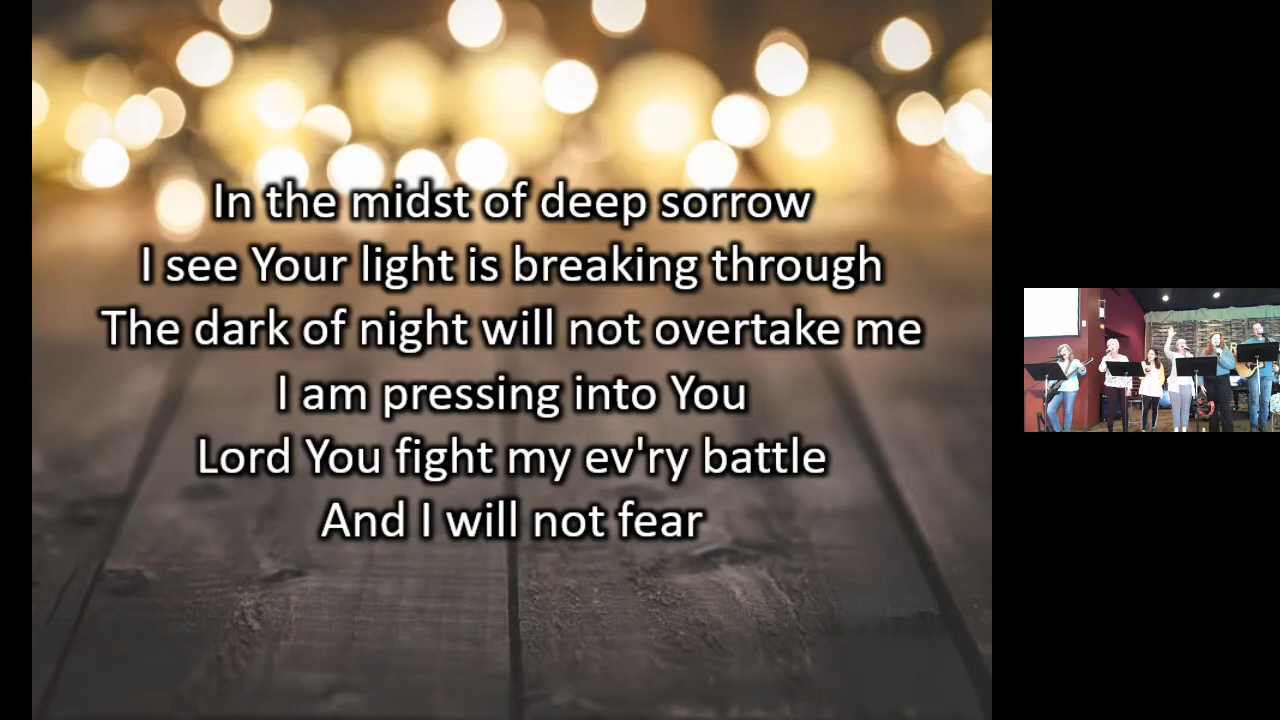 In the midst of deep sorrow
I see Your light is breaking through
The dark of night will not overtake me
I am pressing into You
Lord You fight my ev'ry battle
And I will not fear